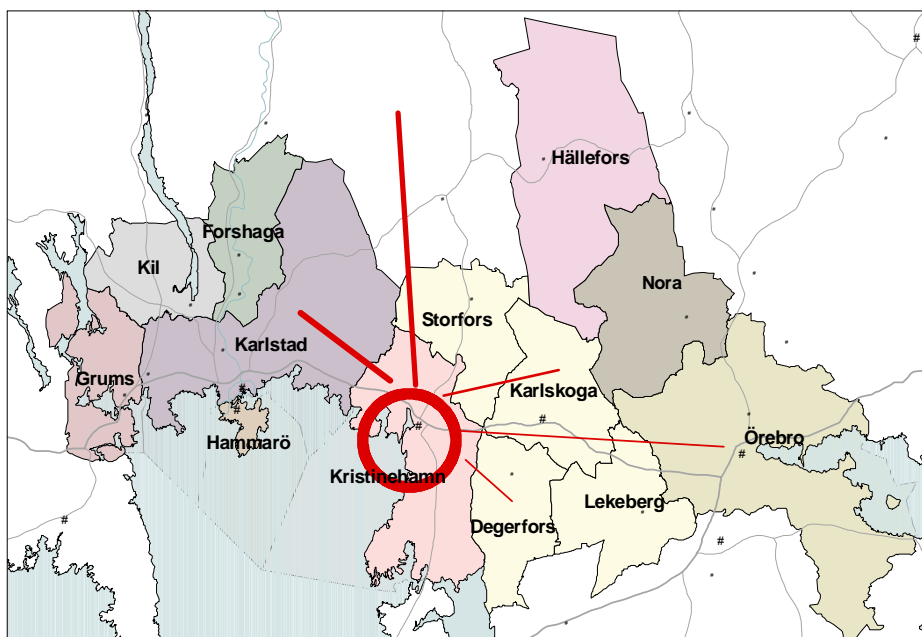 Hällefors
Forshaga
Kil
Nora
Storfors
Karlstad
Grums
Karlskoga
Hammarö
Örebro
Kristinehamn
Lekeberg
Degerfors